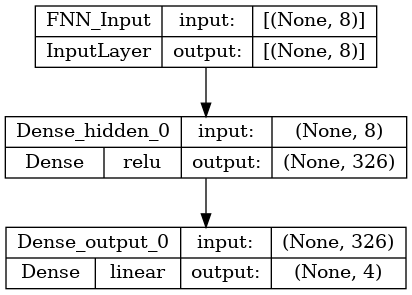 FNN_Input input: [(None, 8)]
InputLayer output: [(None, 8)]
Dense_hidden_0 input: (None, 8)
Dense relu output: (None, 326)
Dense_output_0 input: (None, 326)
Dense linear output: (None, 4)